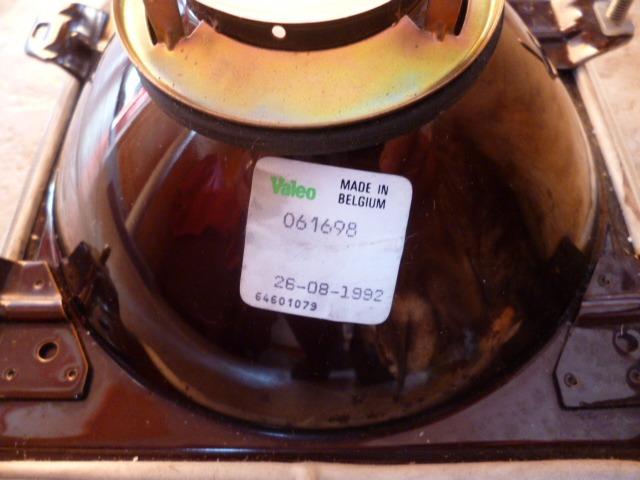 Valeo
MADE IN
BELGIUM
061698
26-08-1992
64601079